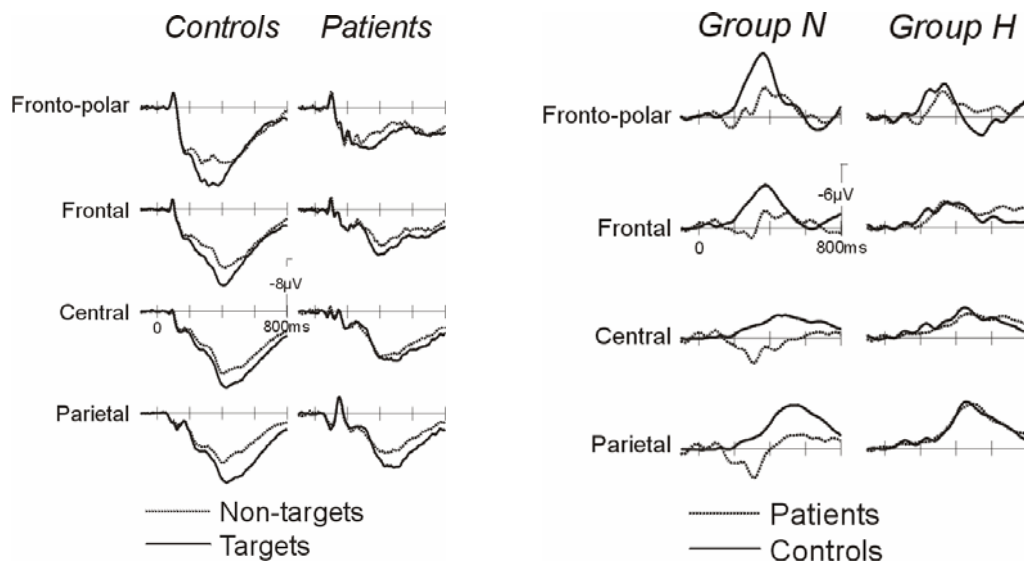 Controls Patients
Fronto-polar
Frontal
-8µV
Central
0 800ms
Parietal
Non-targets
Targets
Group N Group H
Fronto-polar
-6µV
Frontal
0 800ms
Central
Parietal
Patients
Controls